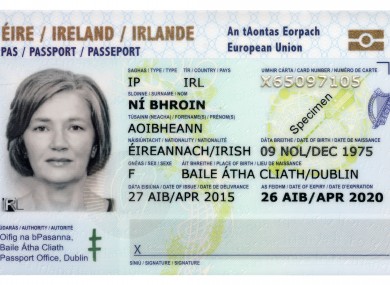 ÉIRE / IRELAND / IRLANDE
PAS / PASSPORT / PASSEPORT
An tAontas Eorpach
European Union
SAGHAS / TYPE / TYPE TÍR / COUNTRY / PAYS UIMHIR CÁRTA / CARD NUMBER / NUMÉRO DE CARTE
IP IRL X65097105
SLOINNE / SURNAME / NOM
NÍ BHROIN
Specimen
TÚSAINM (NEACHA) / FORENAME(S) / PRÉNOM(S)
AOIBHEANN
NÁISIÚNTACHT / NATIONALITY / NATIONALITÉ DÁTA BREITHE / DATE OF BIRTH / DATE DE NAISSANCE
ÉIREANNACH/IRISH 09 NOL/DEC 1975
GNÉAS / SEX / SEXE ÁIT BHREITHE / PLACE OF BIRTH / LIEU DE NAISSANCE
F BAILE ÁTHA CLIATH/DUBLIN
DÁTA EISIÚNA / DATE OF ISSUE / DATE DE DÉLIVRANCE AS FEIDHM / DATE OF EXPIRY / DATE D'EXPIRATION
27 AIB/APR 2015 26 AIB/APR 2020
IRL
ÚDARÁS / AUTHORITY / AUTORITÉ
Oifig na bPasanna,
Baile Átha Cliath
Passport Office, Dublin
X
SÍNIÚ / SIGNATURE / SIGNATURE